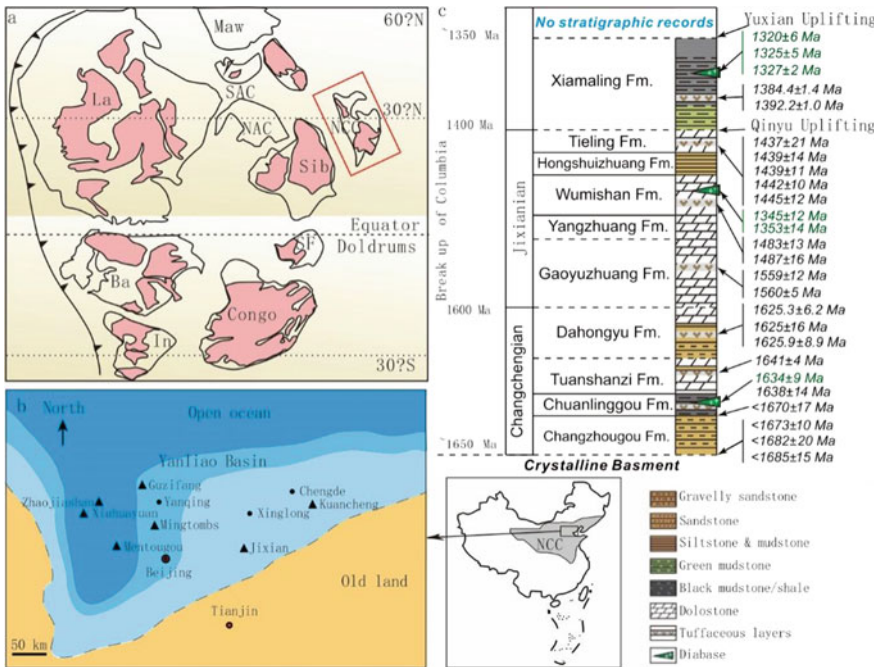 a
Maw
60?N
La
SAC
NAC
NCC
30?N
Sib
Equator
Doldrums
SF
Ba
Congo
In
30?S
b
North
Open ocean
Yanliao Basin
Guzifang
Zhaojiashan
Yanqing
Chengde
Xiahuayuan
Xinglong
Kuancheng
Mingtombs
Mentougou
Jixian
Beijing
Old land
Tianjin
50 km
c
No stratigraphic records
Yuxian Uplifting
~1350 Ma
1320±6 Ma
1325±5 Ma
1327±2 Ma
Xiamaling Fm.
1384.4±1.4 Ma
1392.2±1.0 Ma
1400 Ma
Qinyu Uplifting
Tieling Fm.
1437±21 Ma
1439±14 Ma
Hongshuizhuang Fm.
1439±11 Ma
1442±10 Ma
Wumishan Fm.
1445±12 Ma
1345±12 Ma
1353±14 Ma
Yangzhuang Fm.
1483±13 Ma
1487±16 Ma
Gaoyuzhuang Fm.
1559±12 Ma
1560±5 Ma
Jixianian
Break up of Columbia
1600 Ma
1625.3±6.2 Ma
Dahongyu Fm.
1625±16 Ma
1625.9±8.9 Ma
1641±4 Ma
Tuanshanzi Fm.
1634±9 Ma
1638±14 Ma
Chuanlinggou Fm.
<1670±17 Ma
Changchengian
<1673±10 Ma
Changzhougou Fm.
<1682±20 Ma
~1650 Ma
<1685±15 Ma
Crystalline Basment
NCC
Gravelly sandstone
Sandstone
Siltstone & mudstone
Green mudstone
Black mudstone/shale
Dolostone
Tuffaceous layers
Diabase